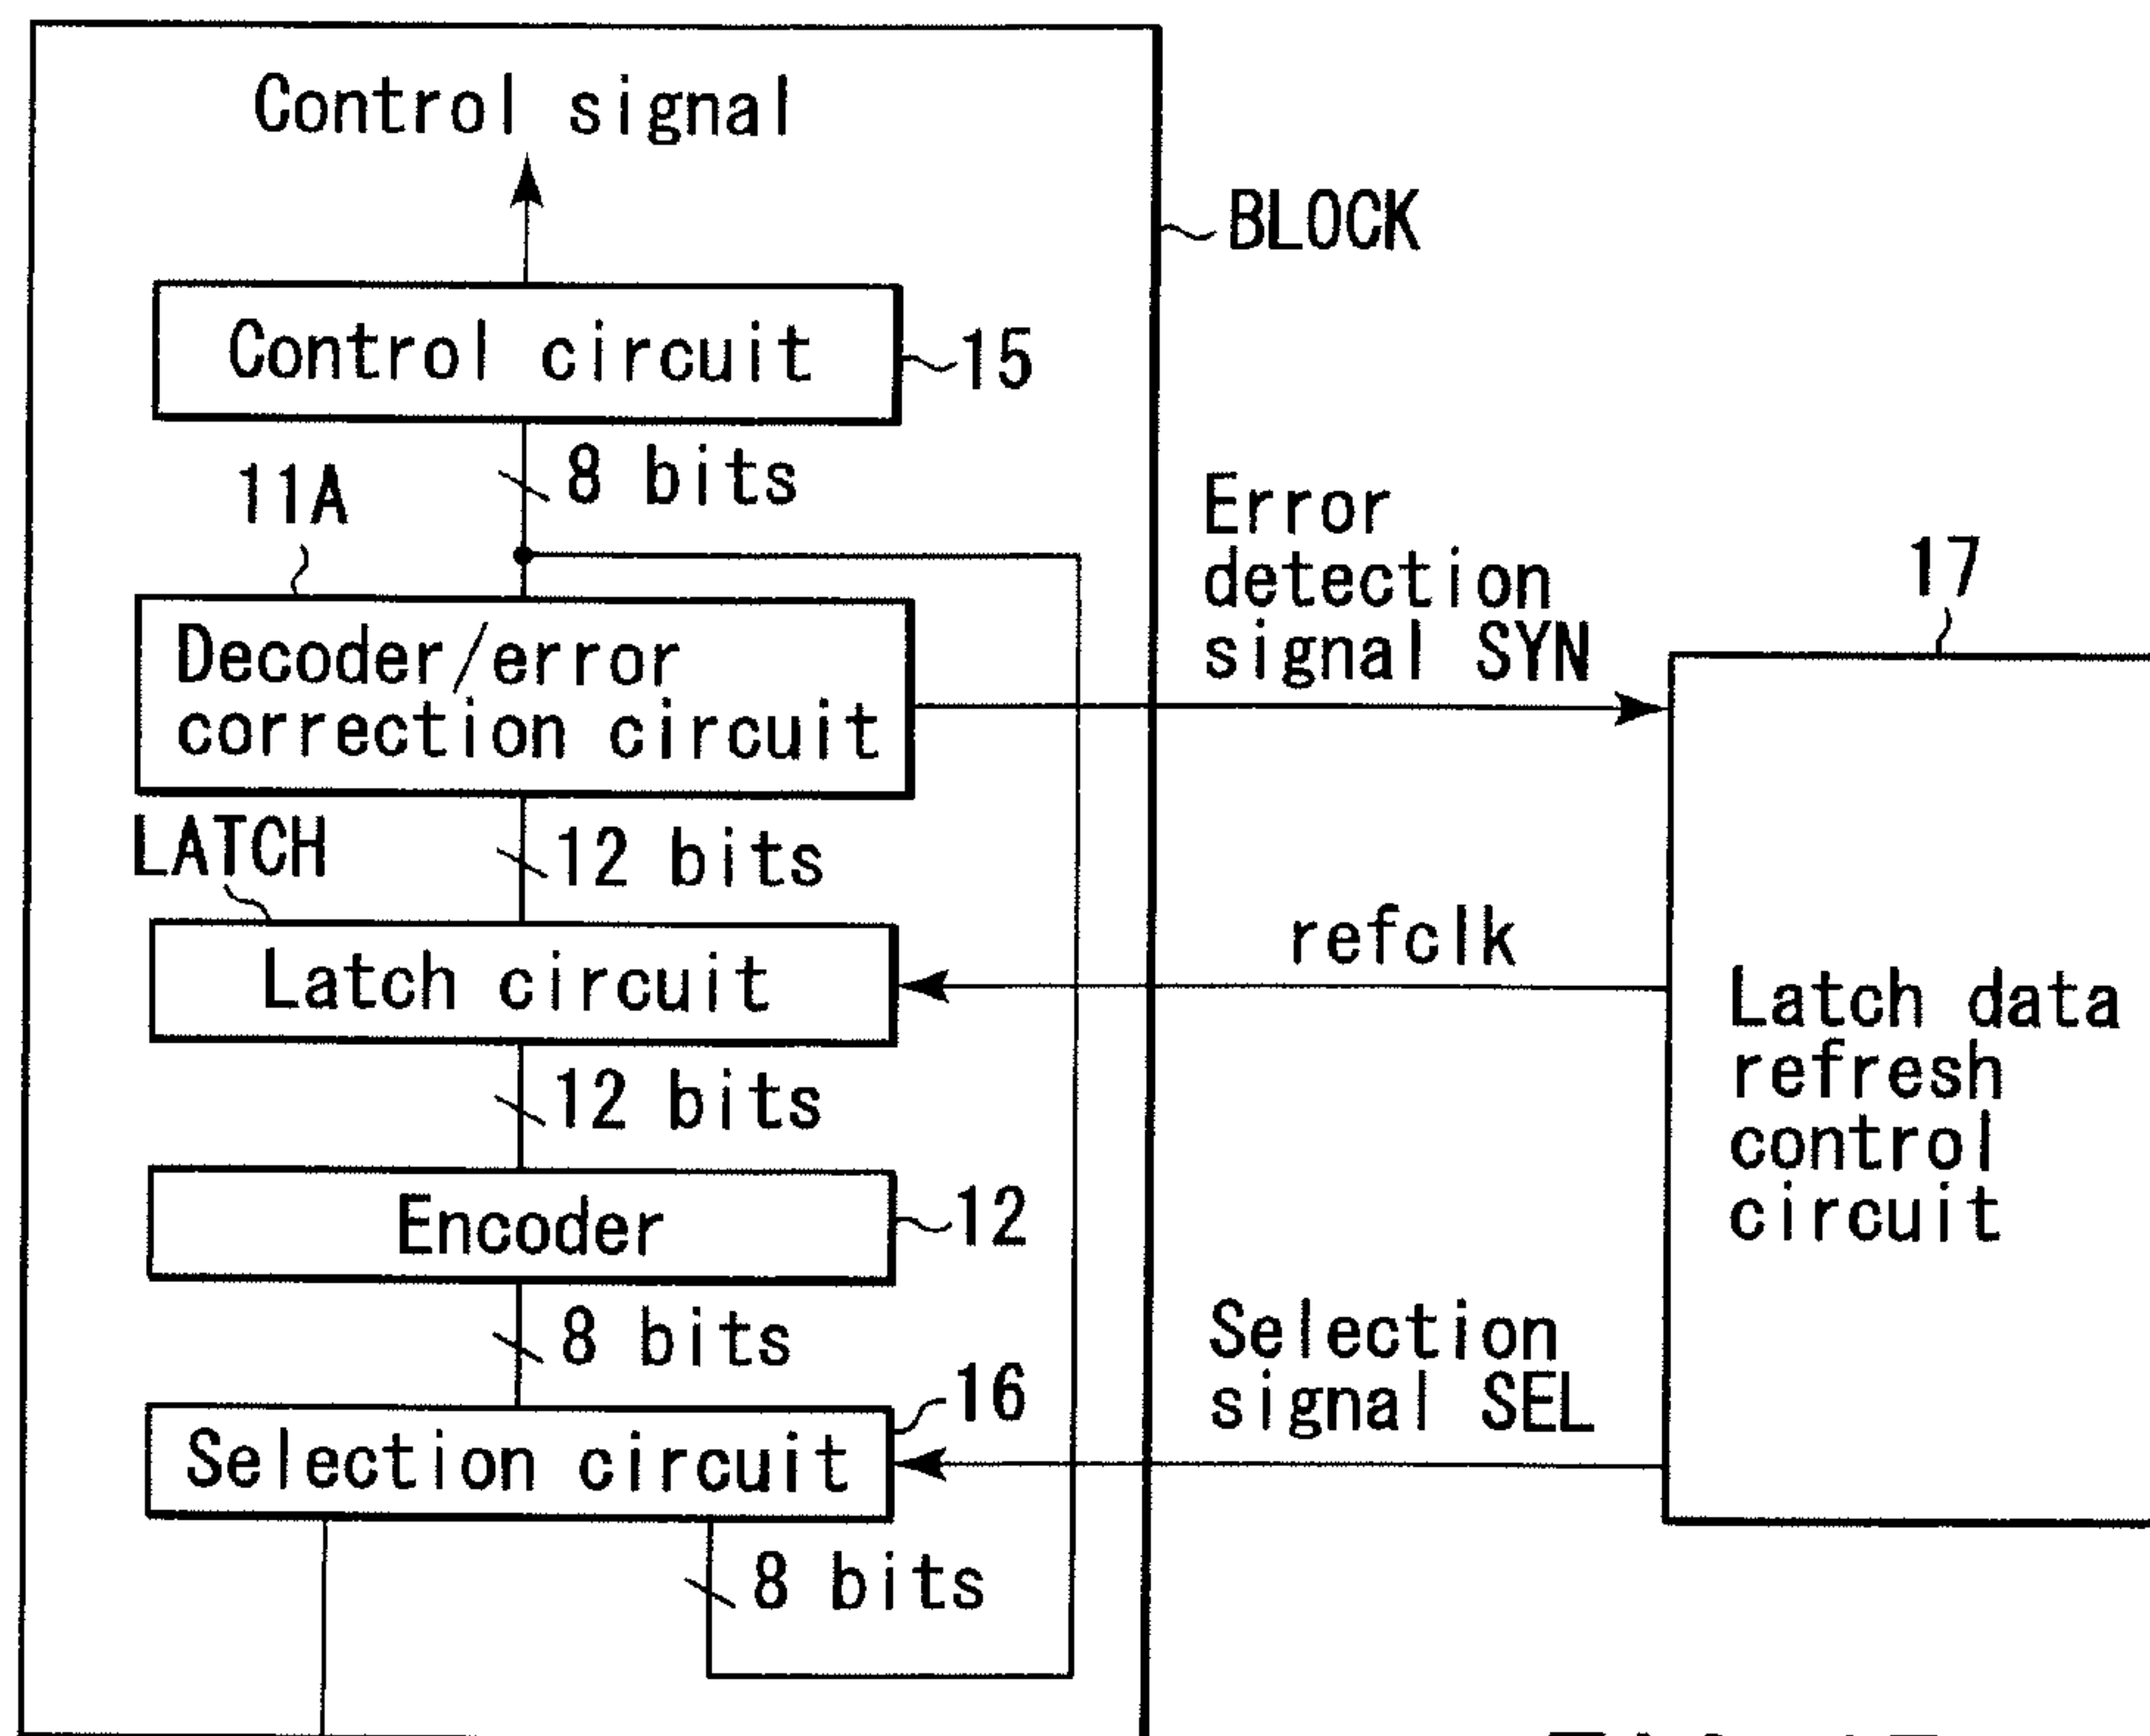 Control signal
BLOCK
Control circuit
15
8 bits
11A
Error
detection
signal SYN
17
Decoder/error
correction circuit
12 bits
LATCH
refclk
Latch circuit
Latch data
refresh
control
circuit
12 bits
Encoder
12
8 bits
Selection
signal SEL
16
Selection circuit
8 bits